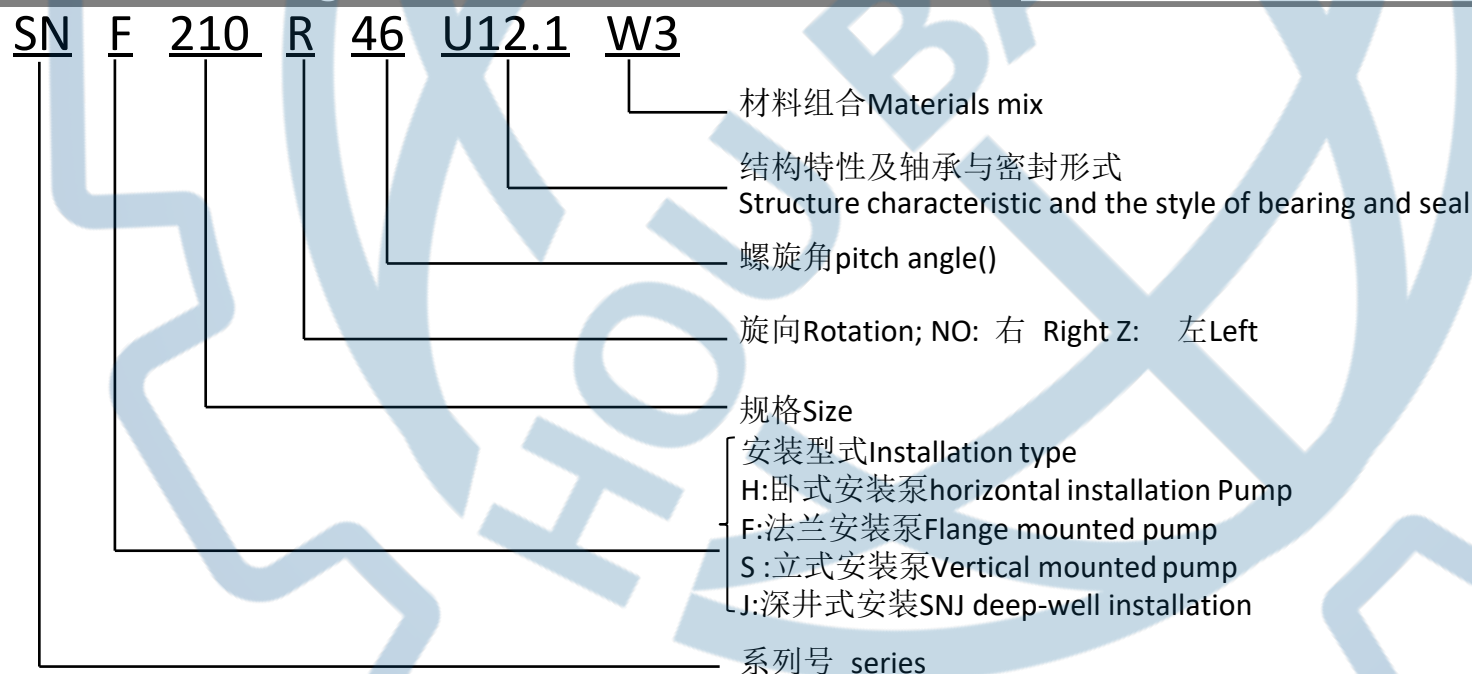 SN F 210 R 46 U12.1 W3
材料组合Materials mix
结构特性及轴承与密封形式
Structure characteristic and the style of bearing and seal
螺旋角pitch angle()
旋向Rotation; NO: 右 Right Z: 左Left
规格Size
安装型式Installation type
H:卧式安装泵horizontal installation Pump
F:法兰安装泵Flange mounted pump
S :立式安装泵Vertical mounted pump
J:深井式安装SNJ deep-well installation
系列号 series
HOU BA